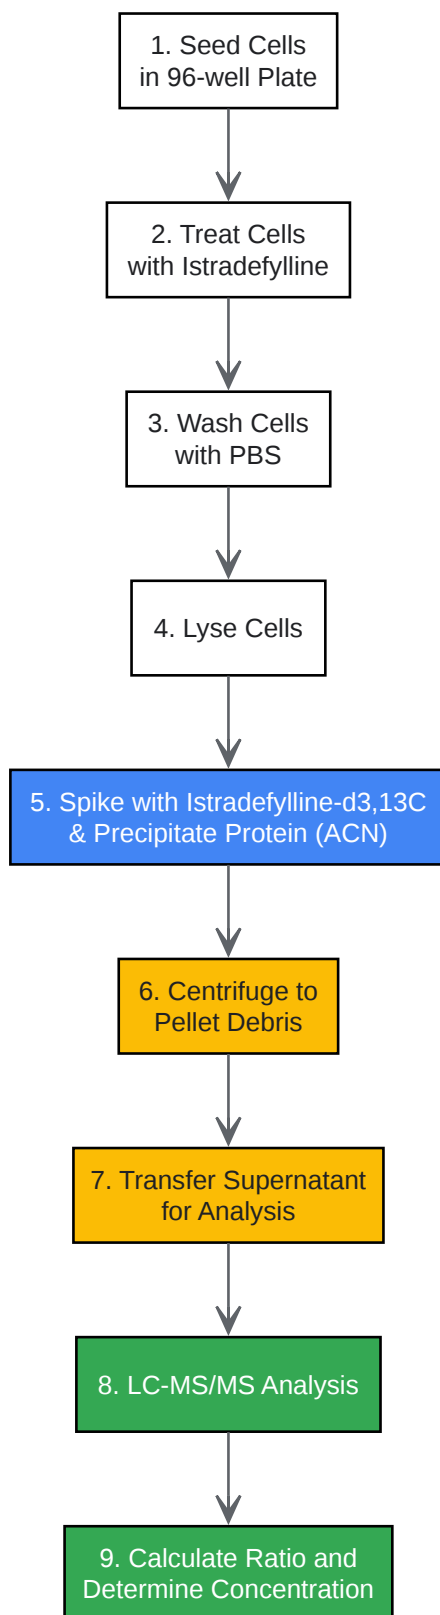 1. Seed Cells
in 96-well Plate
2. Treat Cells
with Istradefylline
3. Wash Cells
with PBS
4. Lyse Cells
5. Spike with Istradefylline-d3,13C
& Precipitate Protein (ACN)
6. Centrifuge to
Pellet Debris
7. Transfer Supernatant
for Analysis
8. LC-MS/MS Analysis
9. Calculate Ratio and
Determine Concentration